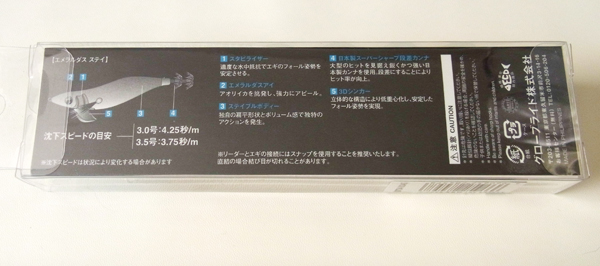 【エメラルダス ステイ】
2
1
5
3
4
沈下スピードの目安
3.0号:4.25秒/m
3.5号:3.75秒/m
※沈下スピードは状況により変化する場合があります
1 スタビライザー
適度な水中抵抗でエギのフォール姿勢を
安定させる。
2 エメラルダスアイ
アオリイカを挑発し、強力にアピール。
3 ステイブルボディー
独自の扁平形状とボリューム感で独特の
アクションを発生。
4 日本製スーパーシャープ段差カンナ
大型のヒットを見据え鋭くかつ強い日
本製カンナを使用。段差にすることにより
ヒット率が向上。
5 3Dシンカー
立体的な構造により低重心化し、安定した
フォール姿勢を実現。
※リーダーとエギの接続にはスナップを使用することを推奨いたします。
直結の場合結び目が切れることがあります。
⚠注意 CAUTION
紙
プラ
グローブライド株式会社